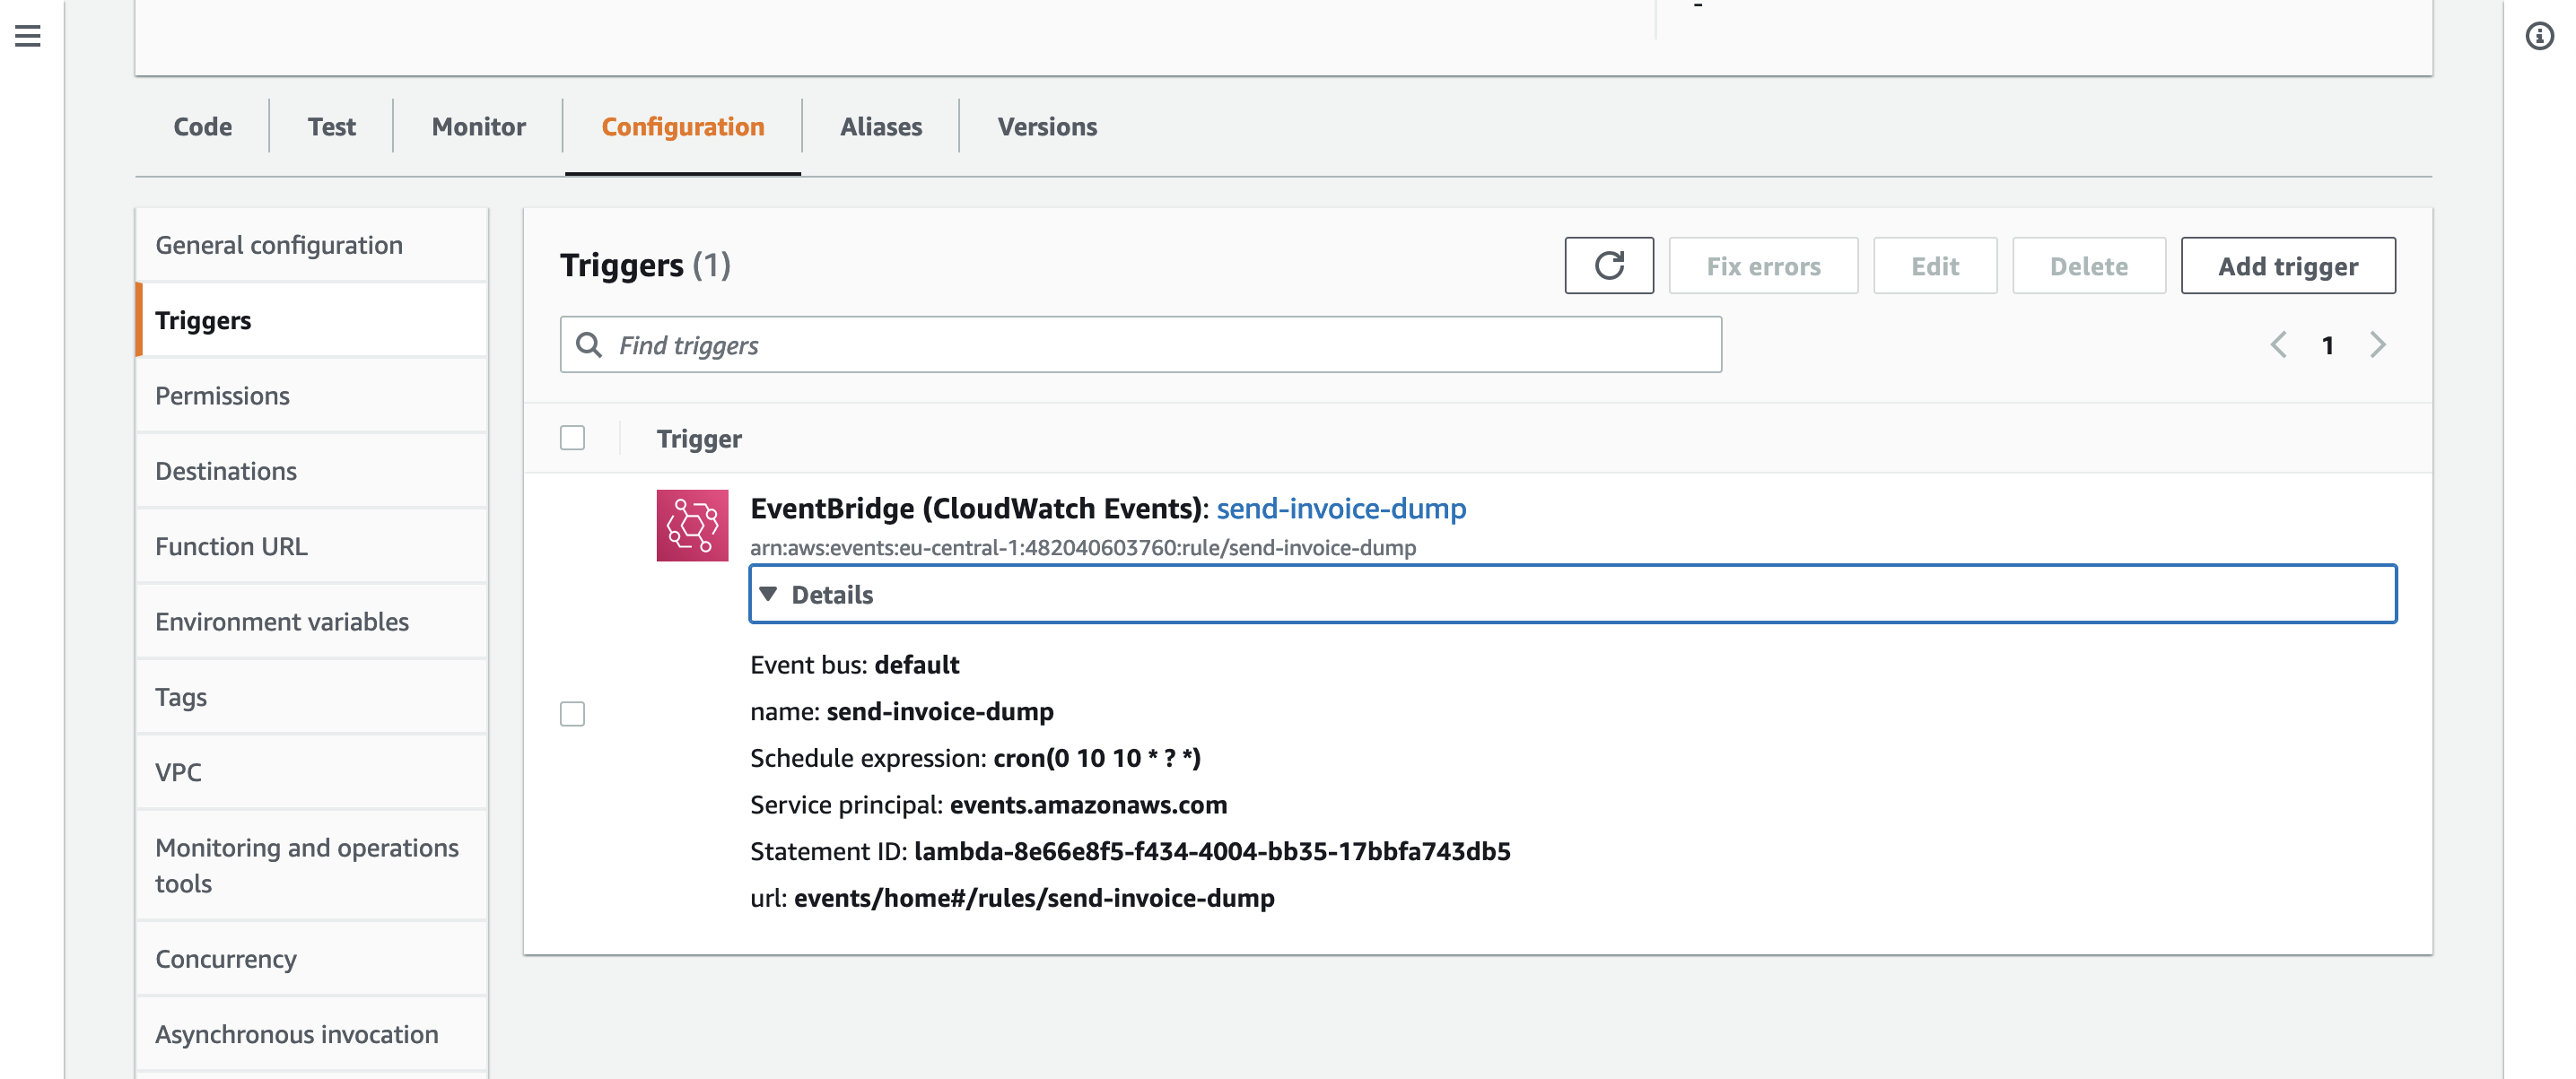 -
Code
Test
Monitor
Configuration
Aliases
Versions
General configuration
Triggers
Permissions
Destinations
Function URL
Environment variables
Tags
VPC
Monitoring and operations
tools
Concurrency
Asynchronous invocation
Triggers (1)
Fix errors
Edit
Delete
Add trigger
Find triggers
1
Trigger
EventBridge (CloudWatch Events): send-invoice-dump
arn:aws:events:eu-central-1:482040603760:rule/send-invoice-dump
Details
Event bus: default
name: send-invoice-dump
Schedule expression: cron(0 10 10 * ? *)
Service principal: events.amazonaws.com
Statement ID: lambda-8e66e8f5-f434-4004-bb35-17bbfa743db5
url: events/home#/rules/send-invoice-dump